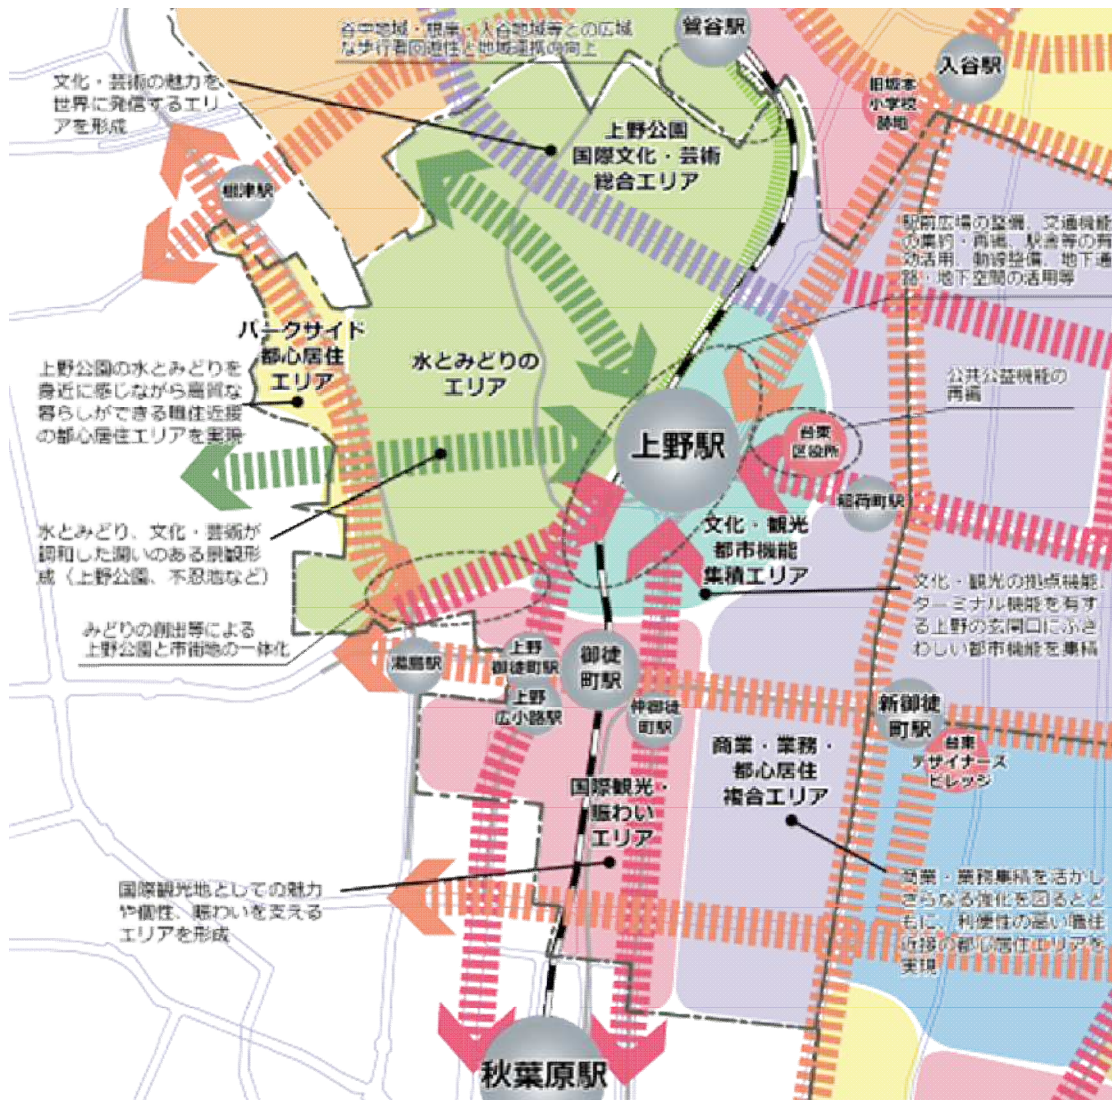 谷中地域・根岸・入谷地域等との広域
な歩行者回遊性と地域連携の向上
鶯谷駅
入谷駅
旧坂本
小学校
跡地
文化・芸術の魅力を
世界に発信するエリ
アを形成
上野公園
国際文化・芸術
総合エリア
根津駅
駅前広場の整備、交通機能
の集約・再編、駅舎等の有
効活用、動線整備、地下通
路・地下空間の活用等
パークサイド
都心居住
エリア
水とみどりの
エリア
上野公園の水とみどりを
身近に感じながら高質な
暮らしができる職住近接
の都心居住エリアを実現
公共公益機能の
再編
上野駅
台東
区役所
稲荷町駅
水とみどり、文化・芸術が
調和した潤いのある景観形
成（上野公園、不忍池など）
文化・観光
都市機能
集積エリア
文化・観光の拠点機能、
ターミナル機能を有す
る上野の玄関口にふさ
わしい都市機能を集積
みどりの創出等による
上野公園と市街地の一体化
湯島駅
上野
御徒町駅
御徒
町駅
上野
広小路駅
仲御徒
町駅
新御徒
町駅
台東
デザイナーズ
ビレッジ
商業・業務・
都心居住
複合エリア
国際観光・
賑わい
エリア
国際観光地としての魅力
や個性、賑わいを支える
エリアを形成
商業・業務集積を活かし
さらなる強化を図るとと
もに、利便性の高い職住
近接の都心居住エリアを
実現
秋葉原駅